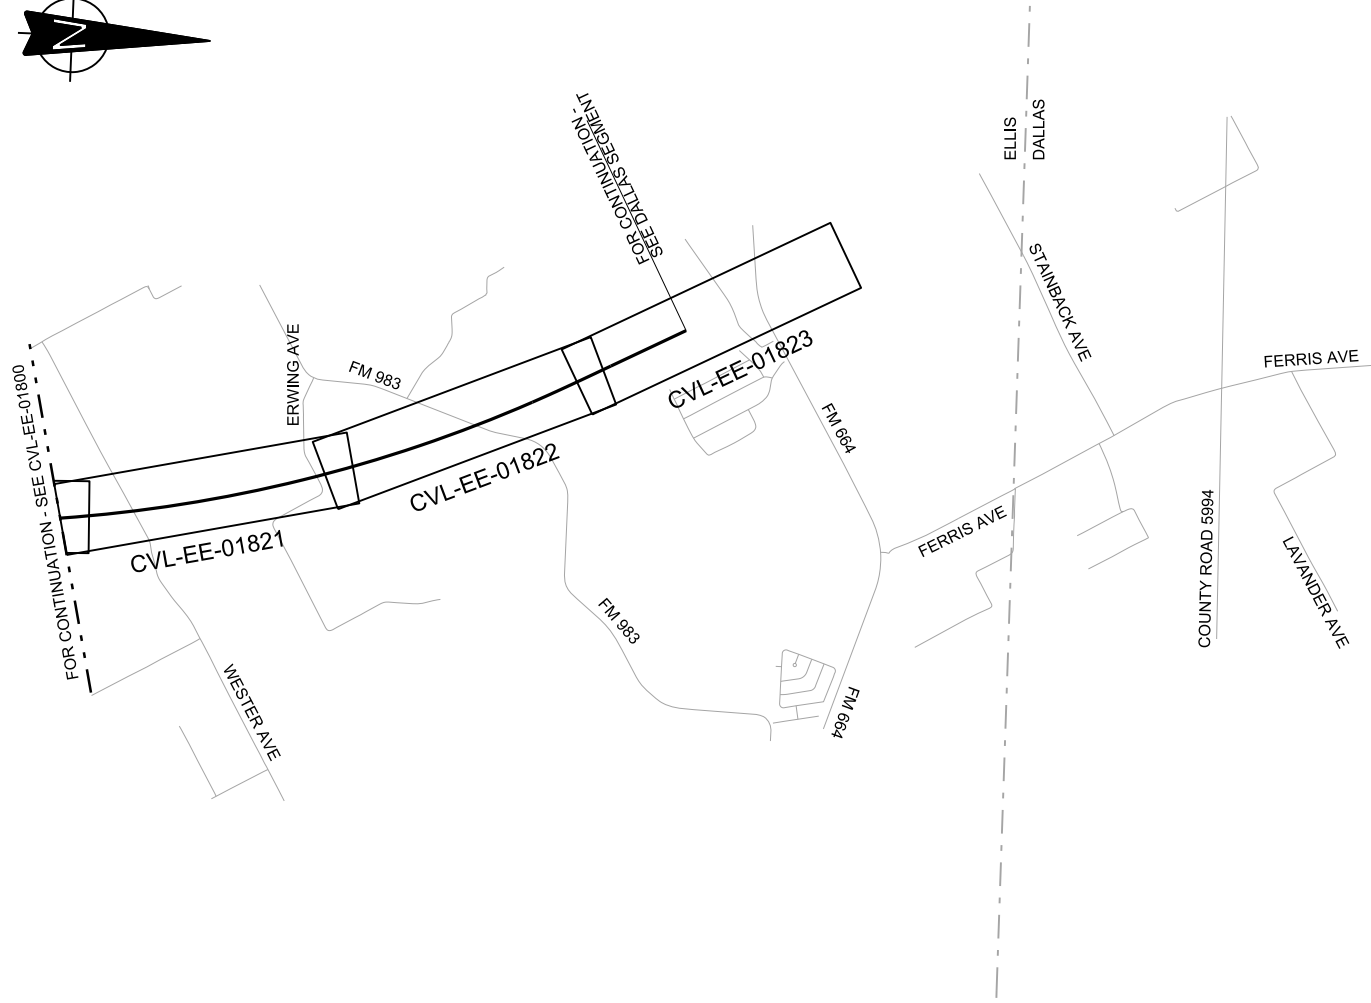 N
FOR CONTINUATION -
SEE DALLAS SEGMENT
ELLIS
DALLAS
STAINBACK AVE
FERRIS AVE
ERWING AVE
FM 983
CVL-EE-01823
FM 664
FOR CONTINUATION - SEE CVL-EE-01800
CVL-EE-01822
CVL-EE-01821
FERRIS AVE
COUNTY ROAD 5994
LAVANDER AVE
FM 983
WESTER AVE
FM 664